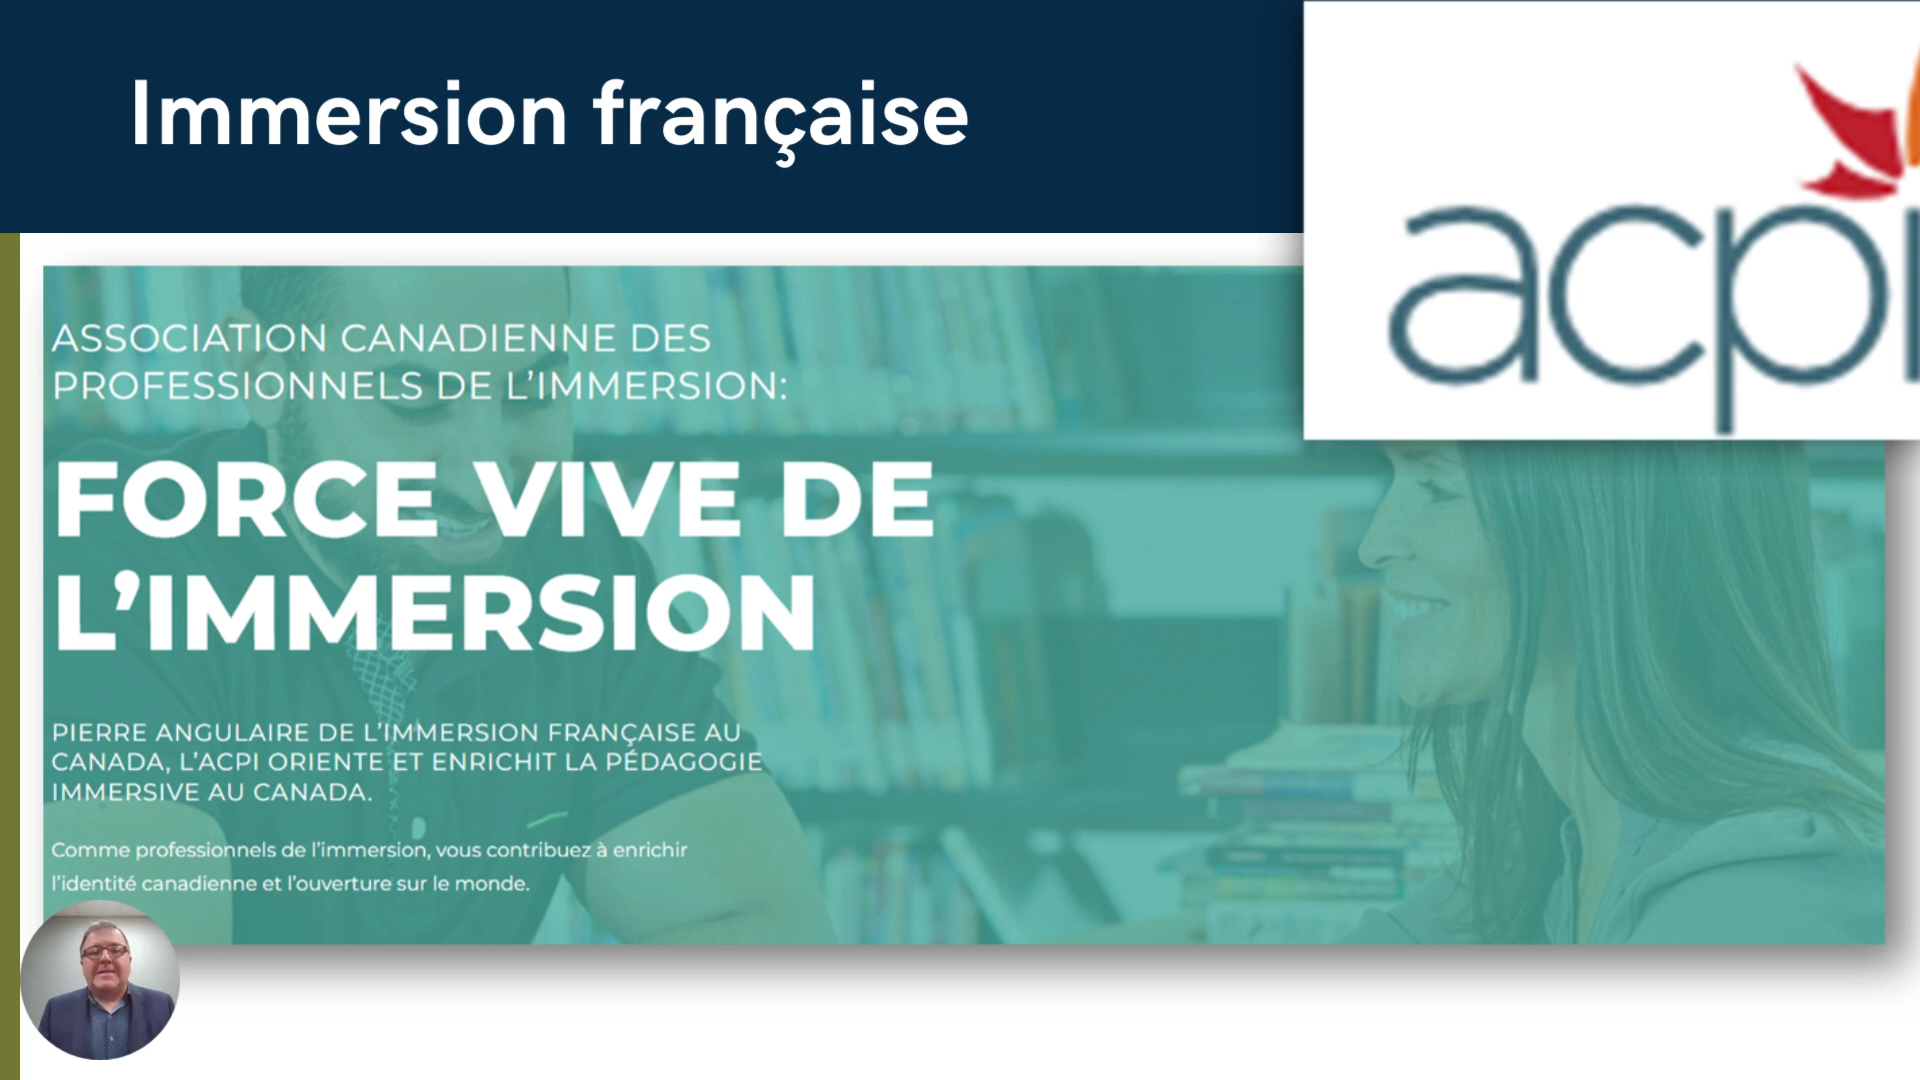 Immersion française
acpi
ASSOCIATION CANADIENNE DES
PROFESSIONNELS DE L’IMMERSION:
FORCE VIVE DE
L’IMMERSION
PIERRE ANGULAIRE DE L’IMMERSION FRANÇAISE AU
CANADA, L’ACPI ORIENTE ET ENRICHIT LA PÉDAGOGIE
IMMERSIVE AU CANADA.
Comme professionnels de l’immersion, vous contribuez à enrichir
l’identité canadienne et l’ouverture sur le monde.